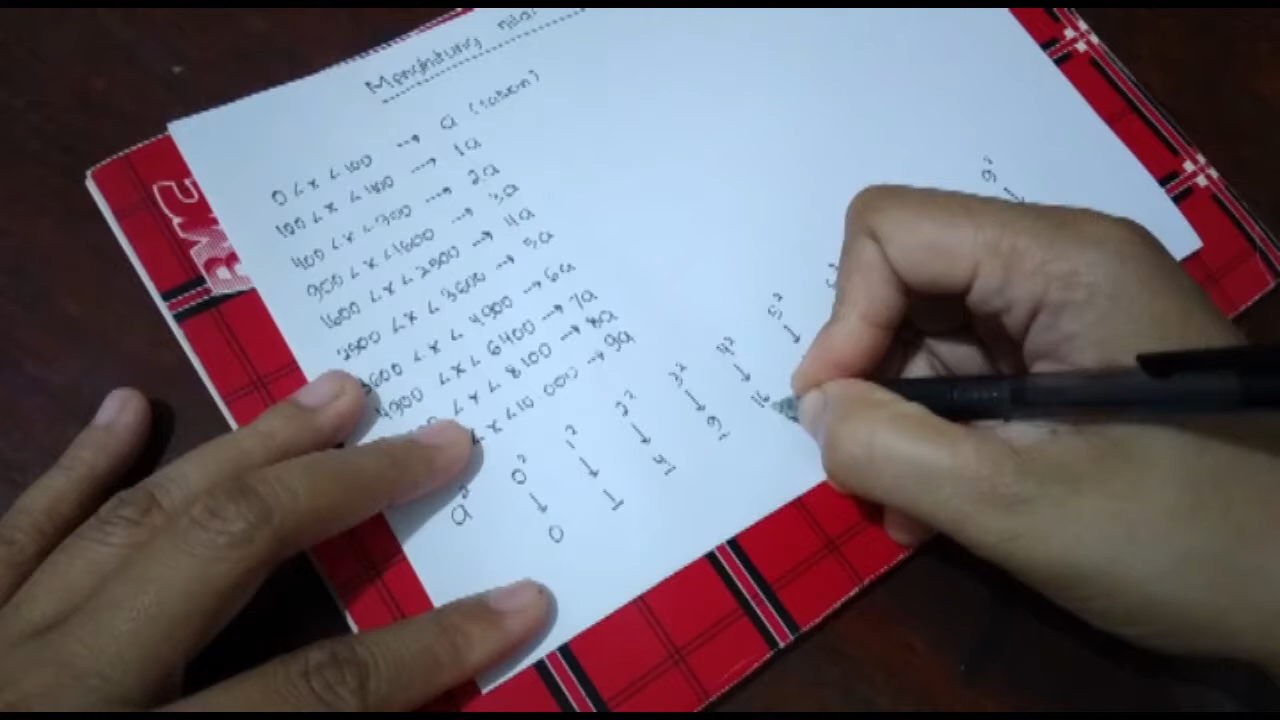 Menghitung nilai
0 < x < 100 → a (satuan)
100 < x < 400 → 1a
400 < x < 900 → 2a
900 < x < 1600 → 3a
1600 < x < 2500 → 4a
2500 < x < 3600 → 5a
3600 < x < 4900 → 6a
4900 < x < 6400 → 7a
< x < 8100 → 8a
< x < 10 000 → 9a
a² 0² 1² 2² 3² 4² 5² 9²
↓ ↓ ↓ ↓ ↓ ↓ ↓ ↓
0 1 4 9 16